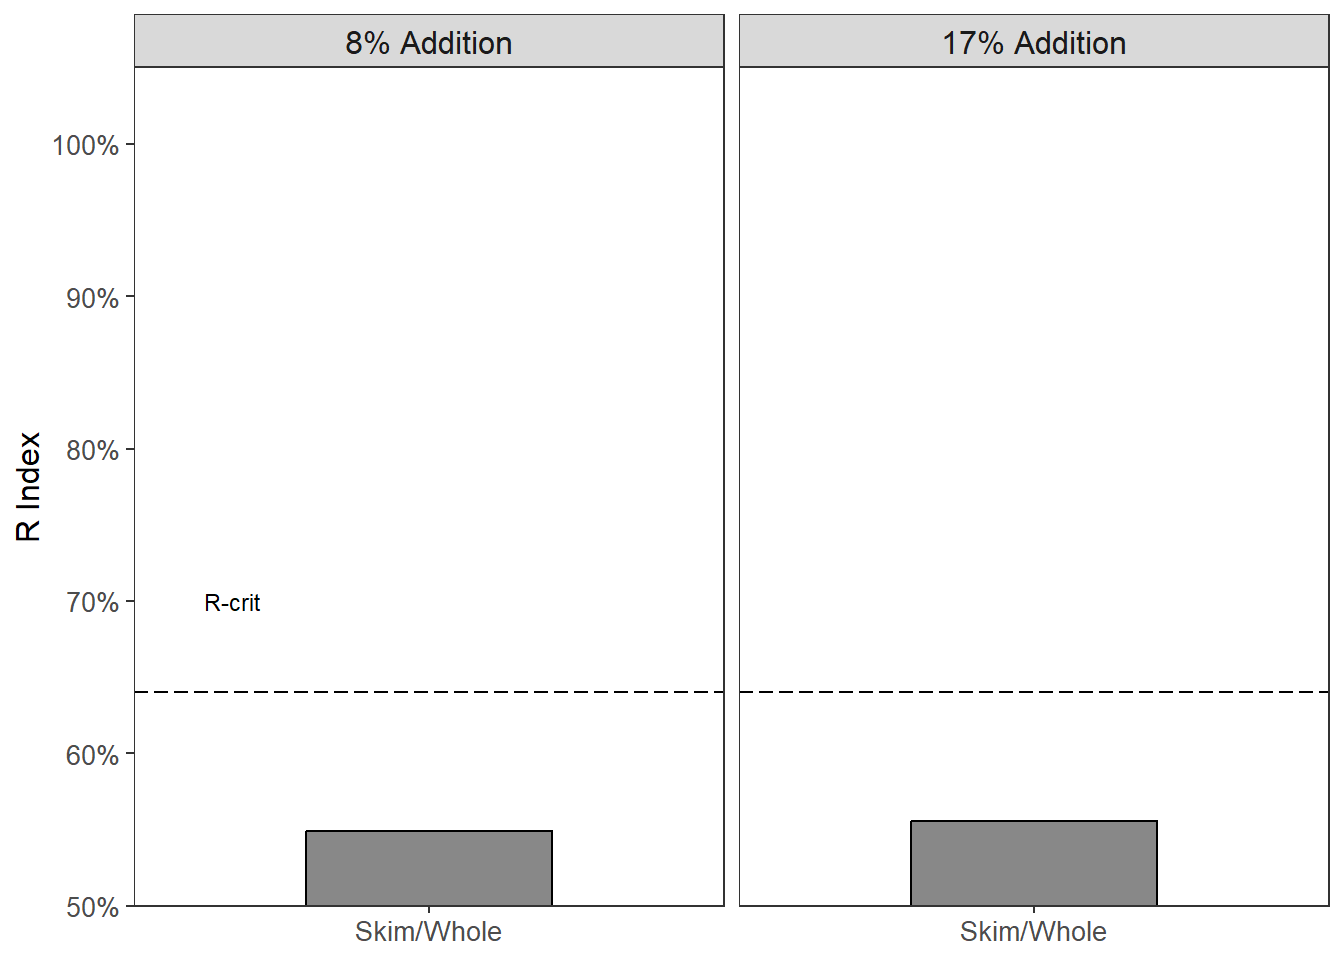 8% Addition
17% Addition
100%
90%
80%
70%
60%
50%
R Index
R-crit
Skim/Whole
Skim/Whole